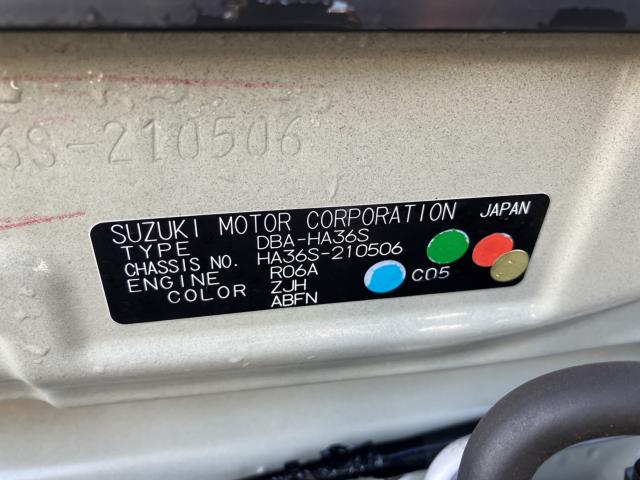 6S-210506
SUZUKI MOTOR CORPORATION JAPAN
TYPE DBA-HA36S
CHASSIS NO. HA36S-210506
ENGINE R06A
COLOR ZJH C05
ABFN